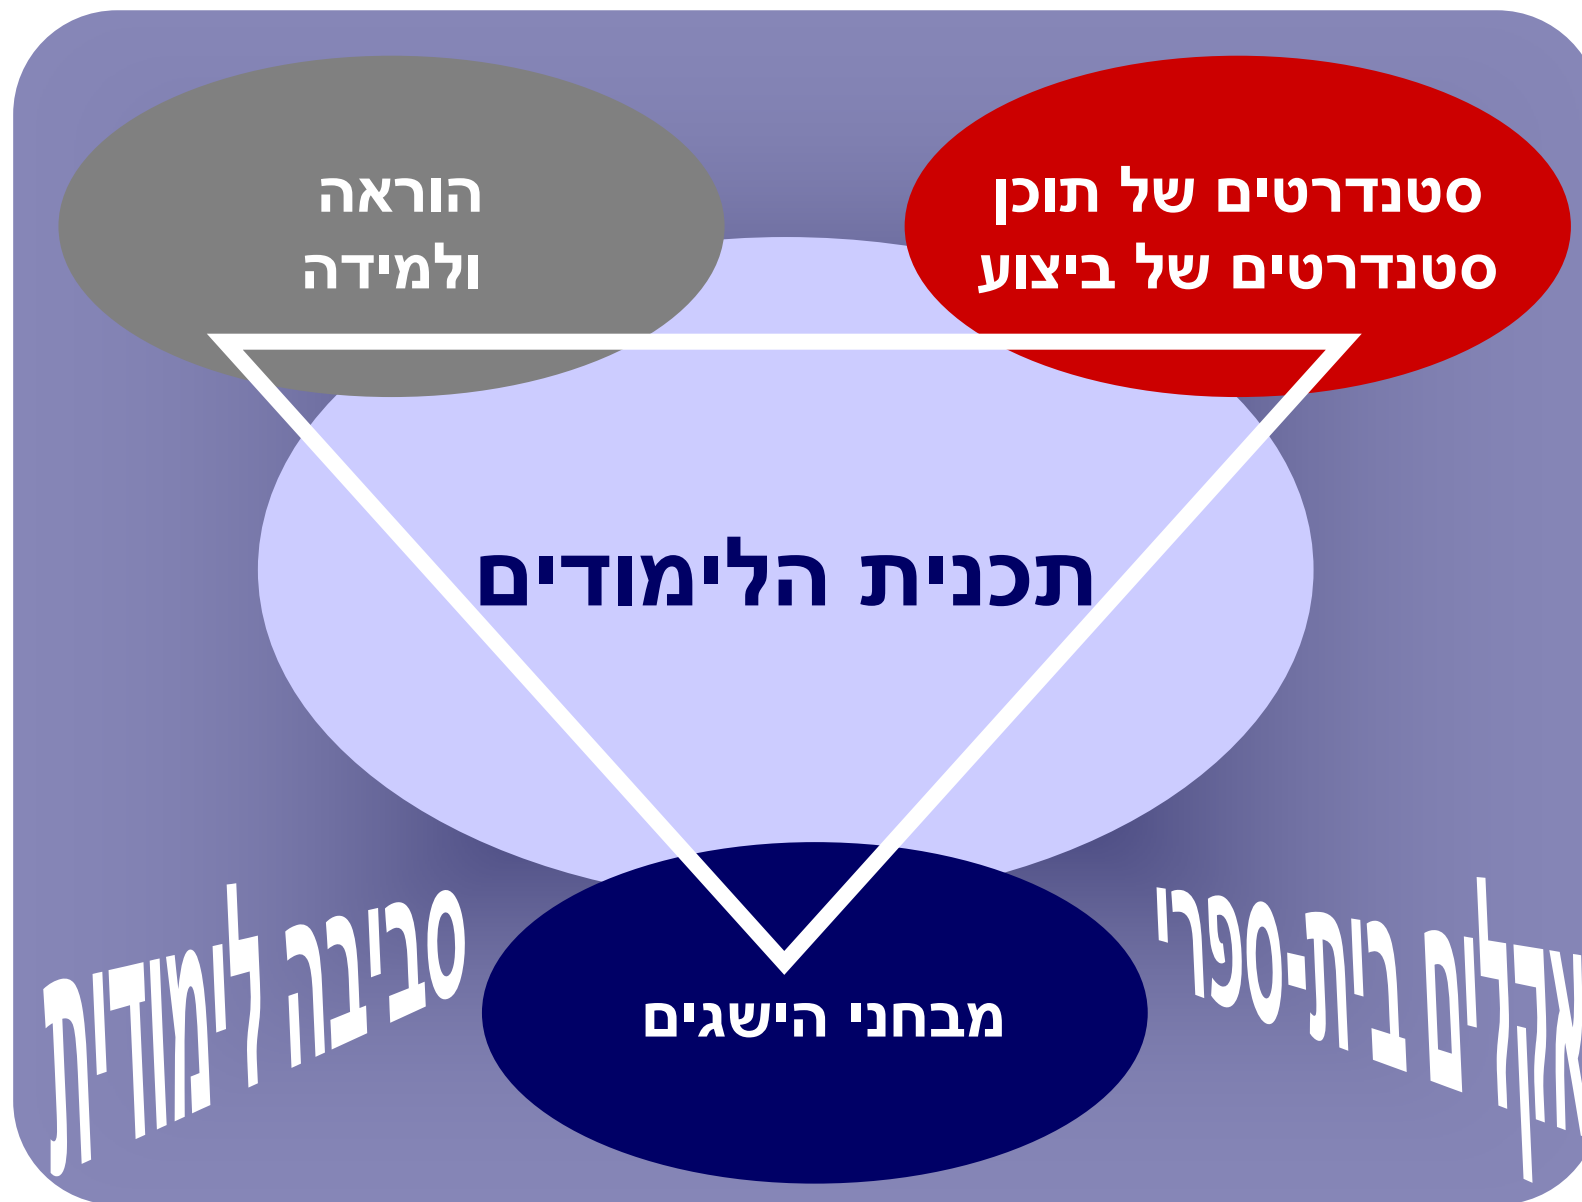 סטנדרטים של תוכן
סטנדרטים של ביצוע
הוראה
ולמידה
תכנית הלימודים
מבחני הישגים
אקלים בית-ספרי
סביבה לימודית